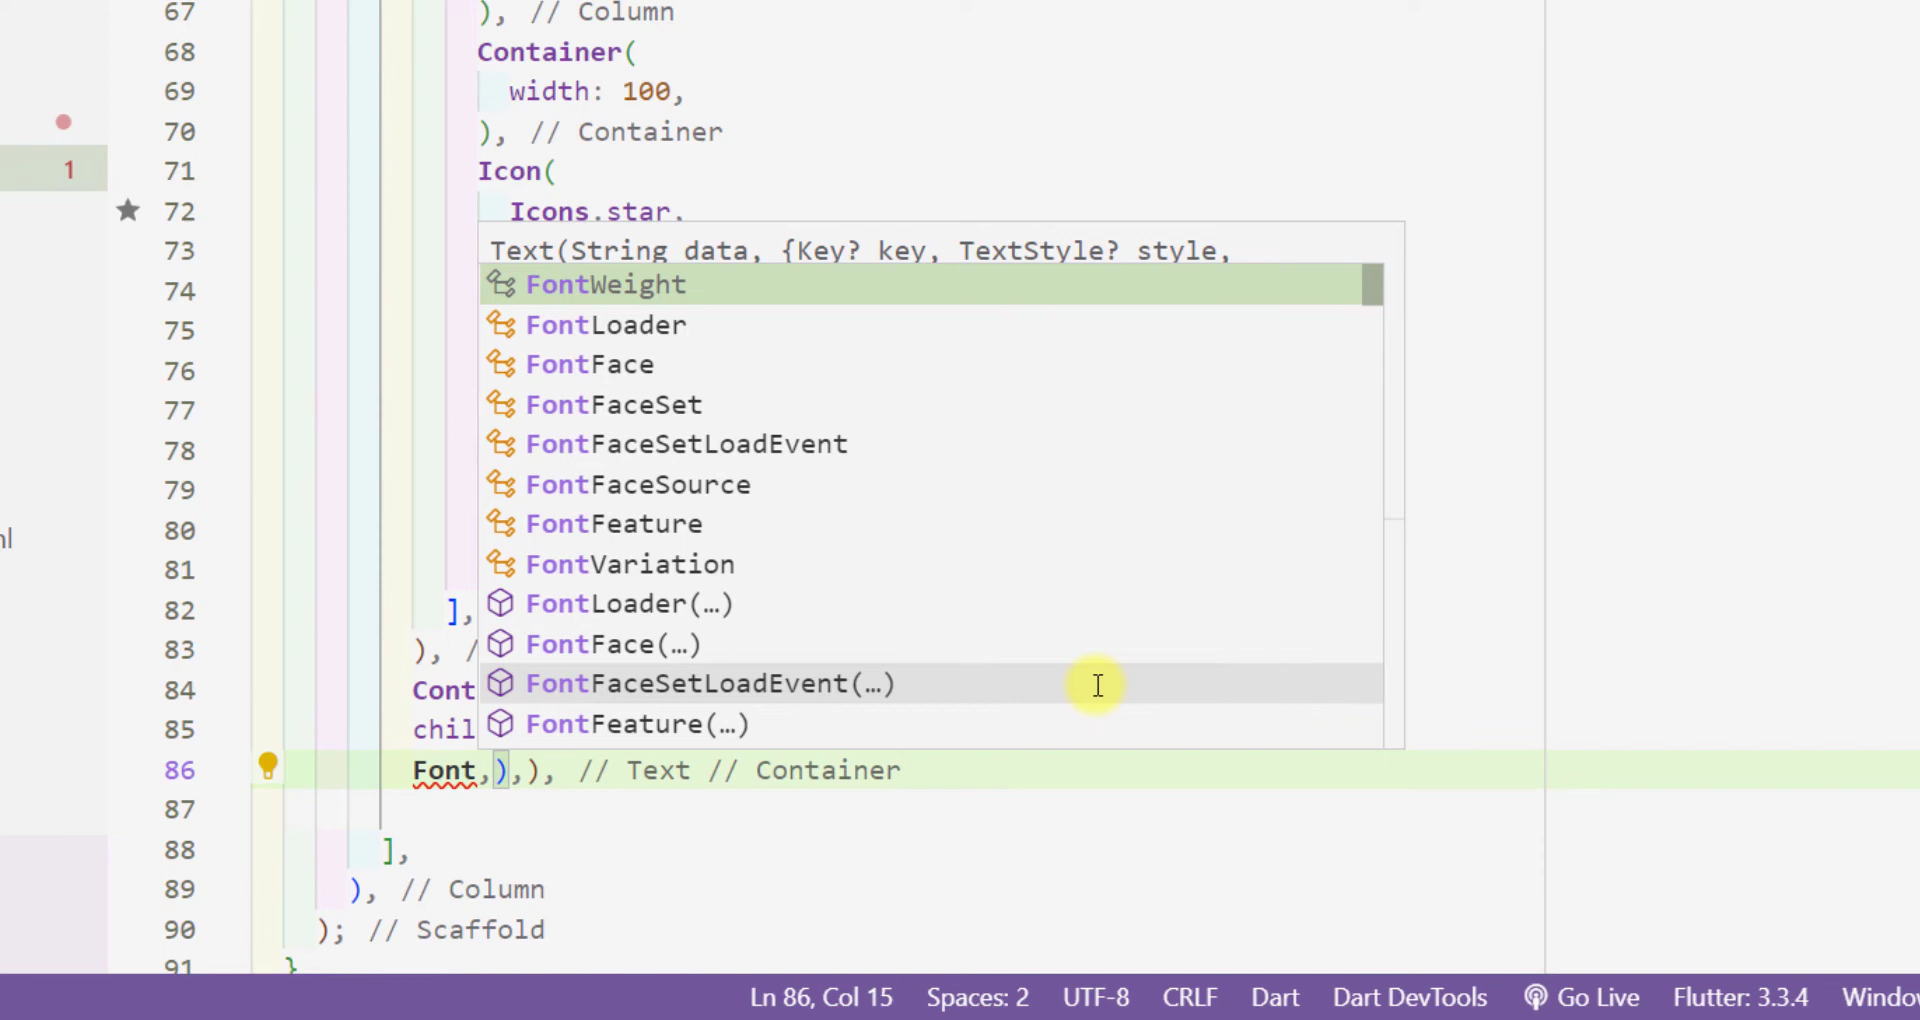 67 ), // Column
68 Container(
69 width: 100,
70 ), // Container
1 71 Icon(
72 Icons.star,
73 Text(String data, {Key? key, TextStyle? style,
74 FontWeight
75 FontLoader
76 FontFace
77 FontFaceSet
78 FontFaceSetLoadEvent
79 FontFaceSource
80 FontFeature
81 FontVariation
82 ], FontLoader(…)
83 ), / FontFace(…)
84 Cont FontFaceSetLoadEvent(…)
85 chil FontFeature(…)
86 Font,),), // Text // Container
87
88 ],
89 ), // Column
90 ); // Scaffold
91 }
Ln 86, Col 15 Spaces: 2 UTF-8 CRLF Dart Dart DevTools Go Live Flutter: 3.3.4 Window